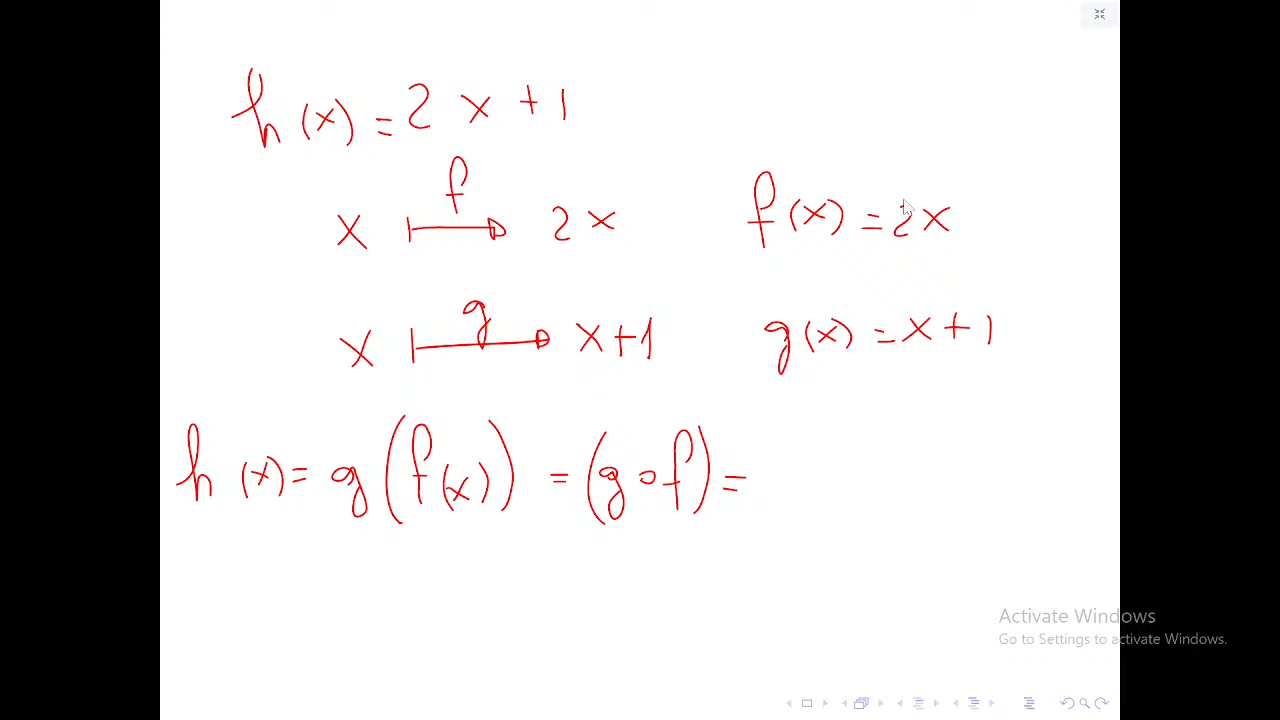 h(x) = 2x + 1
x ↦ 2x f f(x) = 2x
x ↦ x+1 g g(x) = x + 1
h(x) = g(f(x)) = (g∘f) =
Activate Windows
Go to Settings to activate Windows.